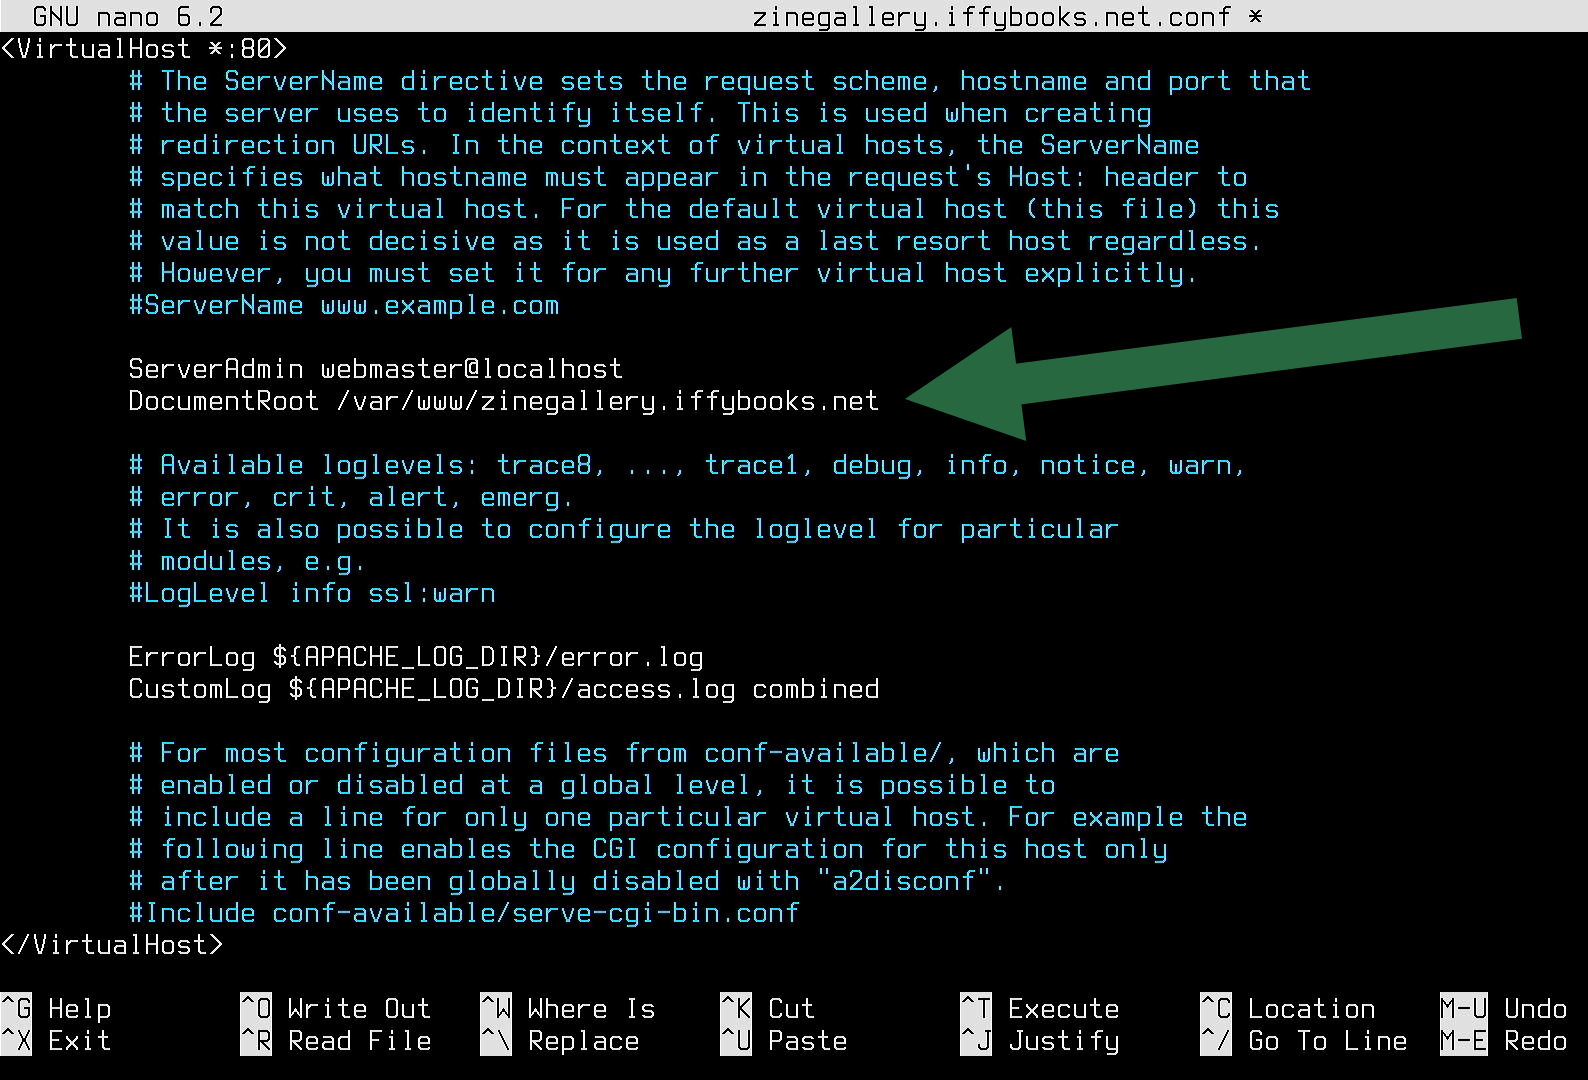 GNU nano 6.2 zinegallery.iffybooks.net.conf *
<VirtualHost *:80>
# The ServerName directive sets the request scheme, hostname and port that
# the server uses to identify itself. This is used when creating
# redirection URLs. In the context of virtual hosts, the ServerName
# specifies what hostname must appear in the request's Host: header to
# match this virtual host. For the default virtual host (this file) this
# value is not decisive as it is used as a last resort host regardless.
# However, you must set it for any further virtual host explicitly.
#ServerName www.example.com
ServerAdmin webmaster@localhost
DocumentRoot /var/www/zinegallery.iffybooks.net
# Available loglevels: trace8, ..., trace1, debug, info, notice, warn,
# error, crit, alert, emerg.
# It is also possible to configure the loglevel for particular
# modules, e.g.
#LogLevel info ssl:warn
ErrorLog ${APACHE_LOG_DIR}/error.log
CustomLog ${APACHE_LOG_DIR}/access.log combined
# For most configuration files from conf-available/, which are
# enabled or disabled at a global level, it is possible to
# include a line for only one particular virtual host. For example the
# following line enables the CGI configuration for this host only
# after it has been globally disabled with "a2disconf".
#Include conf-available/serve-cgi-bin.conf
</VirtualHost>
^G Help ^O Write Out ^W Where Is ^K Cut ^T Execute ^C Location M-U Undo
^X Exit ^R Read File ^\ Replace ^U Paste ^J Justify ^/ Go To Line M-E Redo